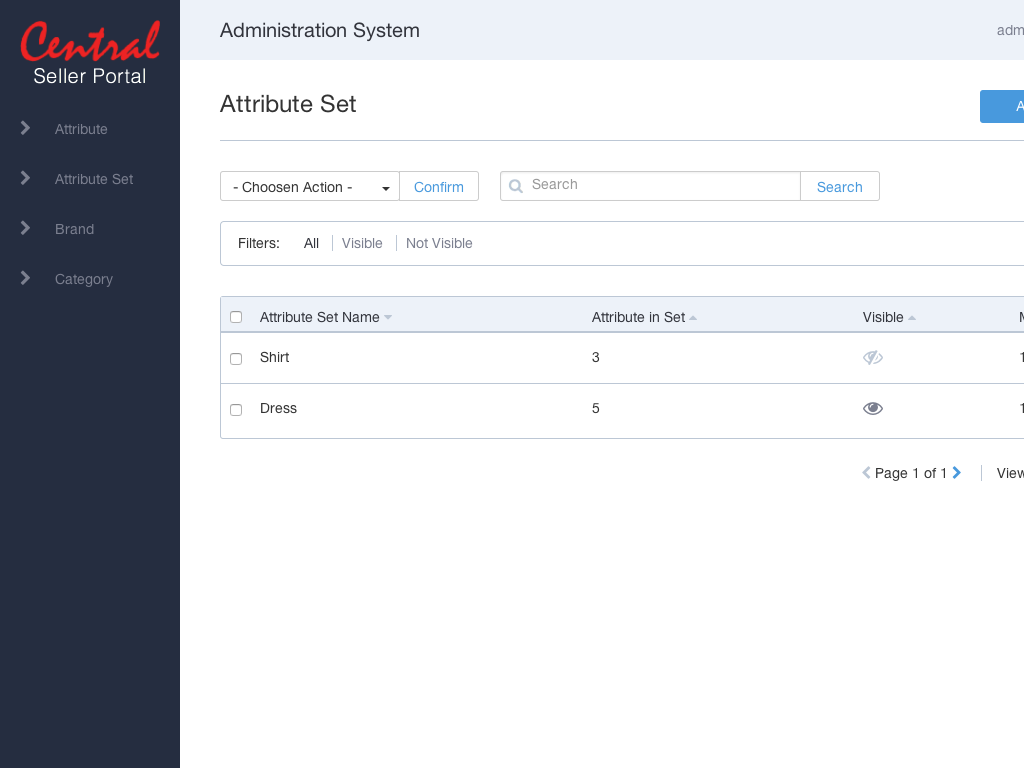 Central
Seller Portal
Attribute
Attribute Set
Brand
Category
Administration System
adm
Attribute Set
A
- Choosen Action -
Confirm
Search
Search
Filters: All Visible Not Visible
Attribute Set Name Attribute in Set Visible M
Shirt 3 1
Dress 5 1
Page 1 of 1 View